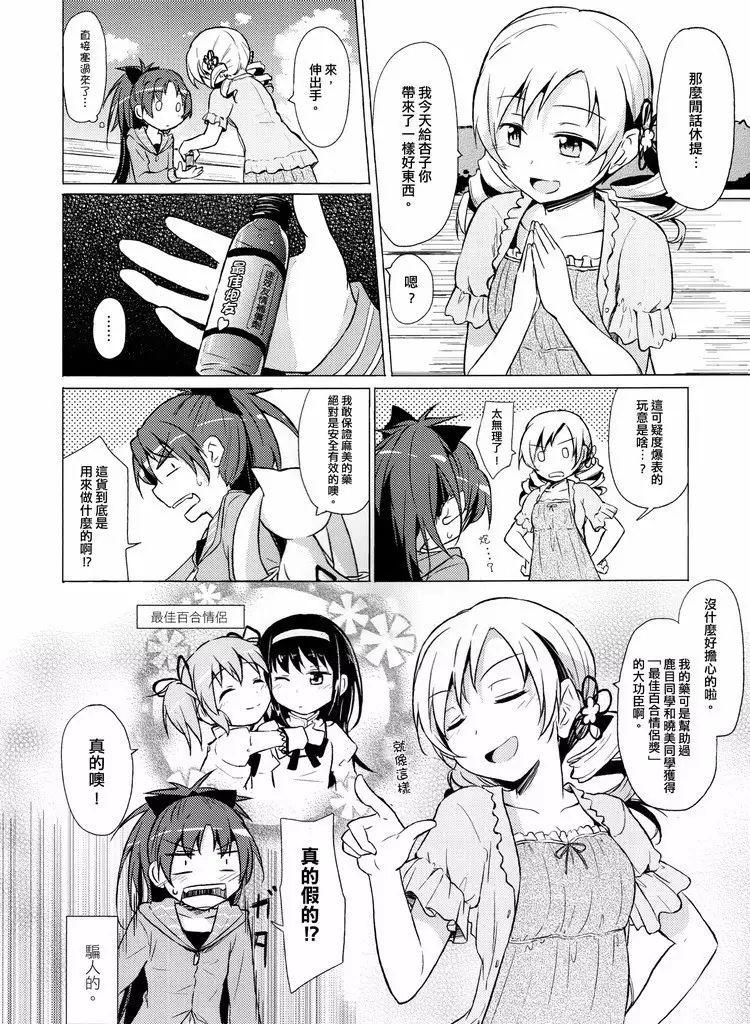 那麼閒話休提…
我今天給杏子你
帶來了一樣好東西。
嗯？
來，
伸出手。
直接塞過來了…
最佳炮友♡
…
這可疑度爆表的
玩意是啥…？
太無理了！
炮…？
我敢保證麻美的藥
絕對是安全有效的噢。
這貨到底是
用來做什麼的啊!?
沒什麼好擔心的啦。
我的藥可是幫助過
鹿目同學和曉美同學獲得
「最佳百合情侶獎」
的大功臣啊。
最佳百合情侶
就像這樣
真的假的!?
ガタ
真的噢！
騙人的。